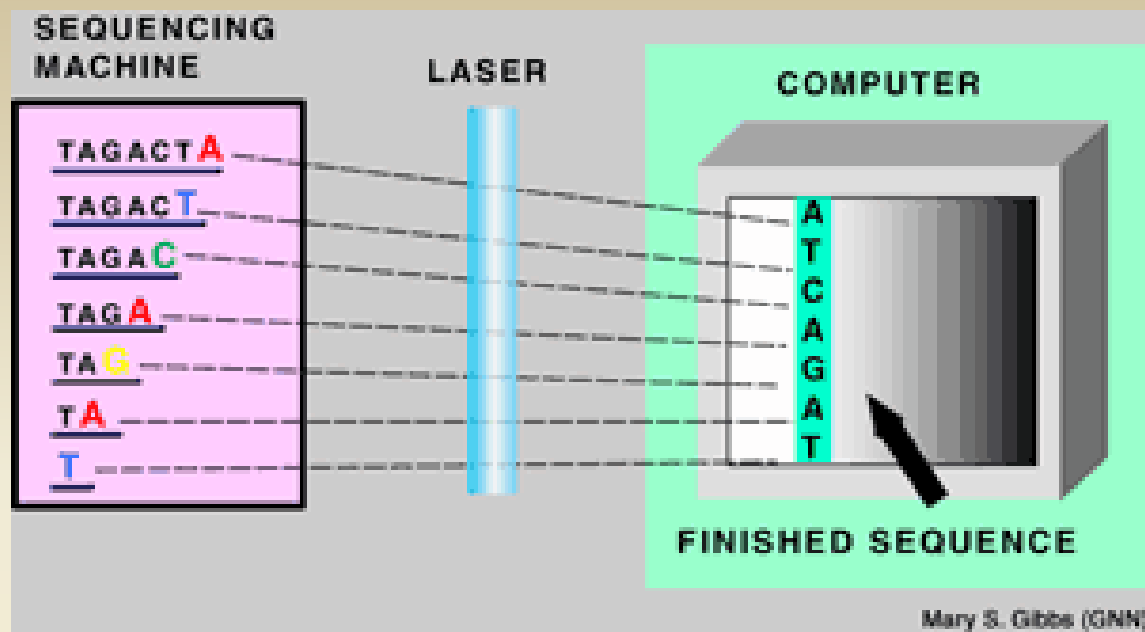 SEQUENCING
MACHINE
LASER
COMPUTER
TAGACTA
TAGACT
TAGAC
TAGA
TAG
TA
T
A
T
C
A
G
A
T
FINISHED SEQUENCE
Mary S. Gibbs (GNN)